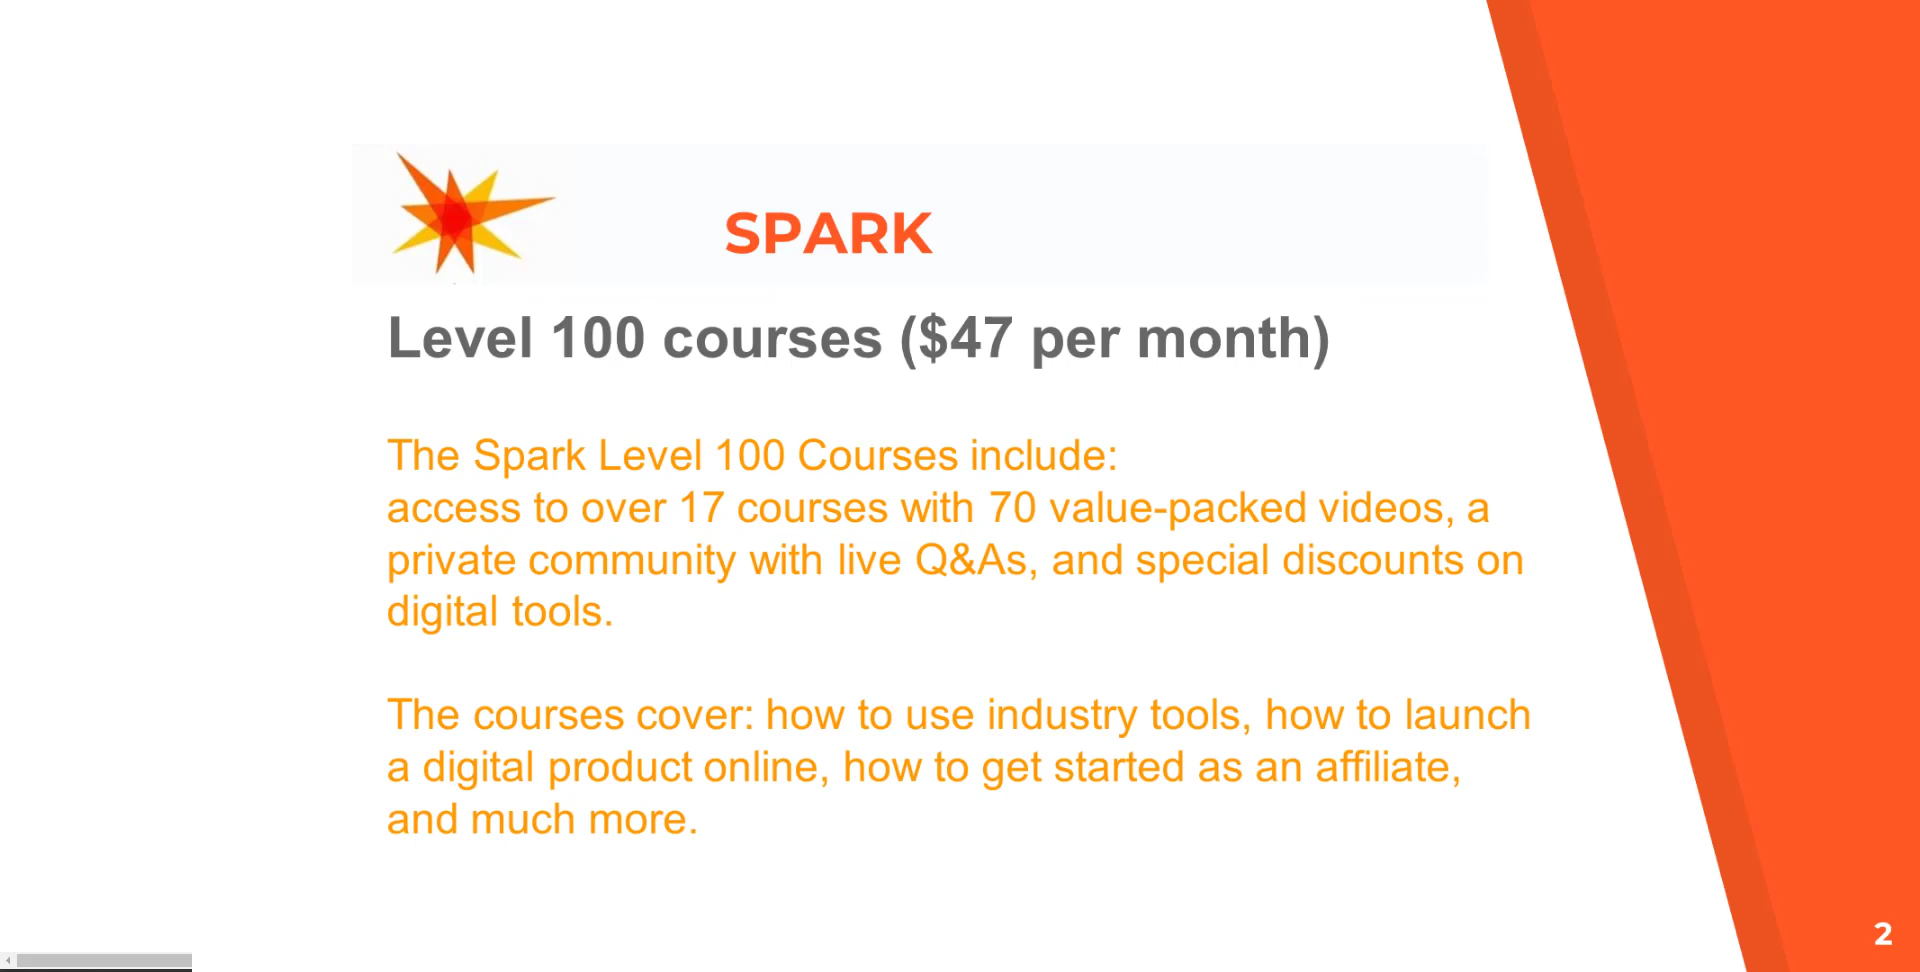 SPARK
Level 100 courses ($47 per month)
The Spark Level 100 Courses include:
access to over 17 courses with 70 value-packed videos, a
private community with live Q&As, and special discounts on
digital tools.
The courses cover: how to use industry tools, how to launch
a digital product online, how to get started as an affiliate,
and much more.
2